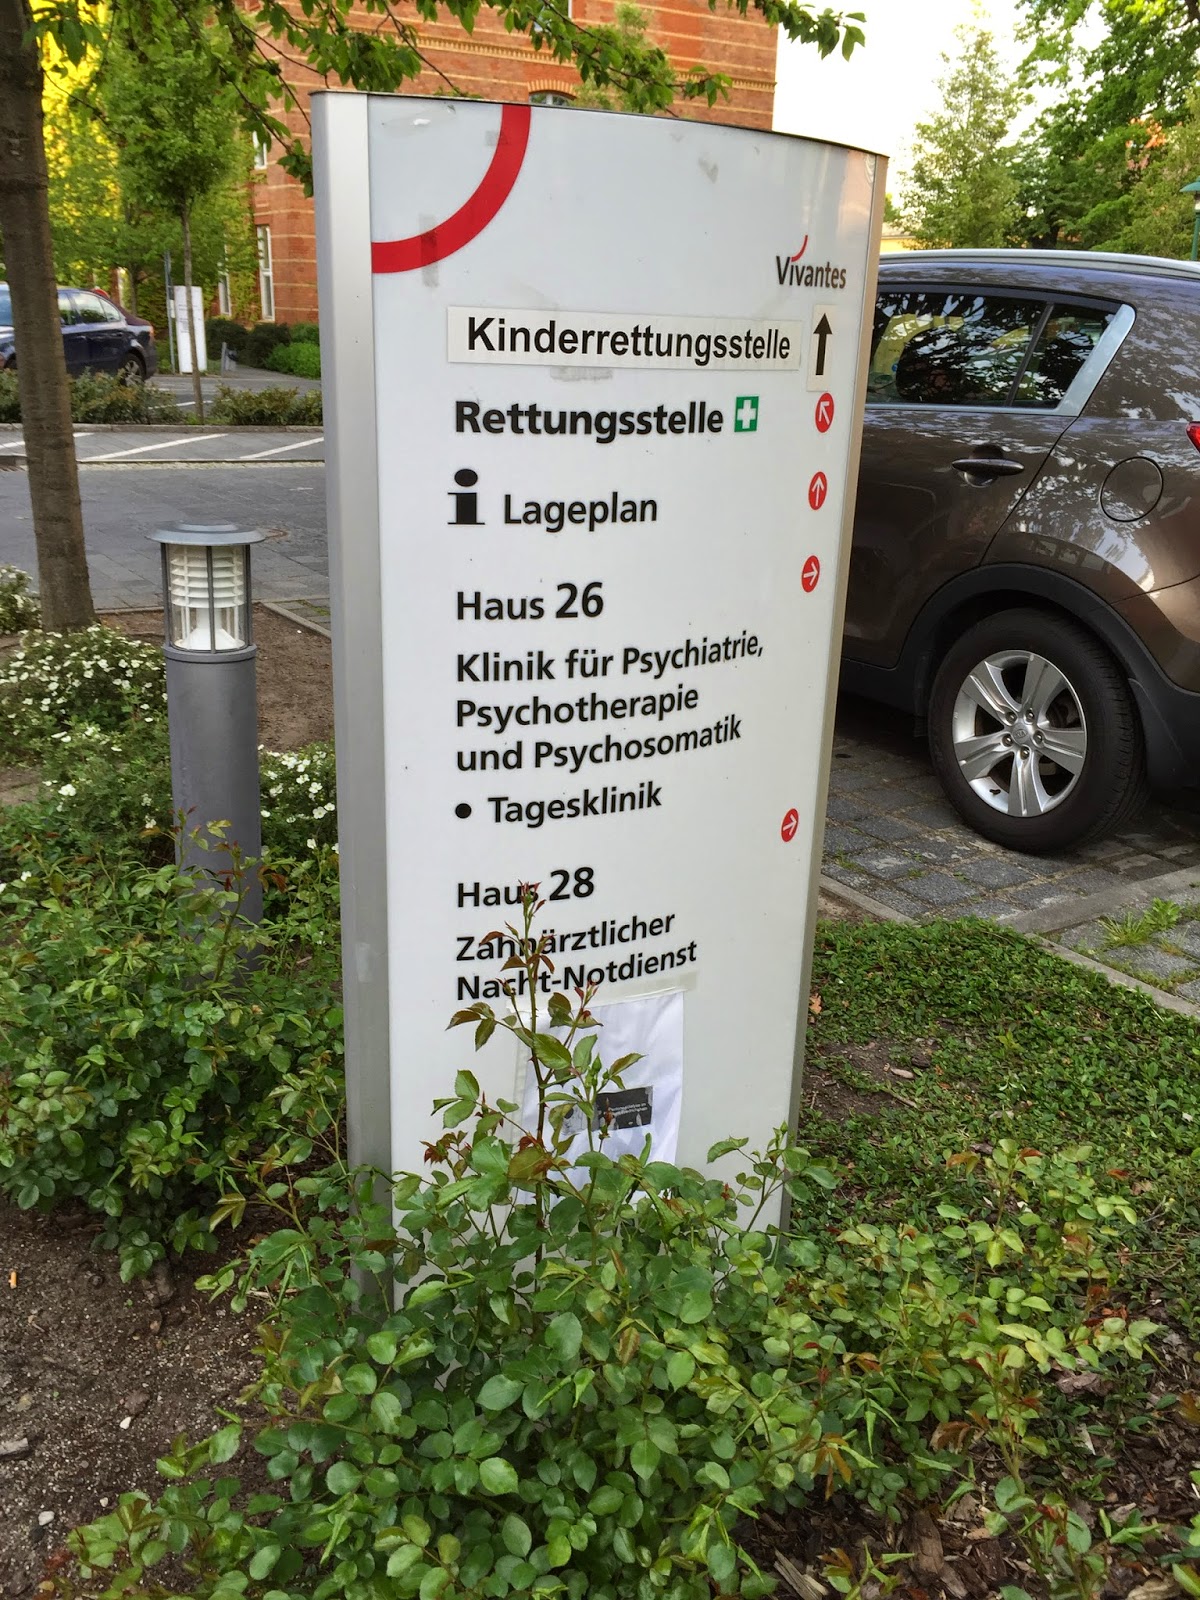 Vivantes
Kinderrettungsstelle
Rettungsstelle
i Lageplan
Haus 26
Klinik für Psychiatrie,
Psychotherapie
und Psychosomatik
• Tagesklinik
Haus 28
Zahnärztlicher
Nacht-Notdienst